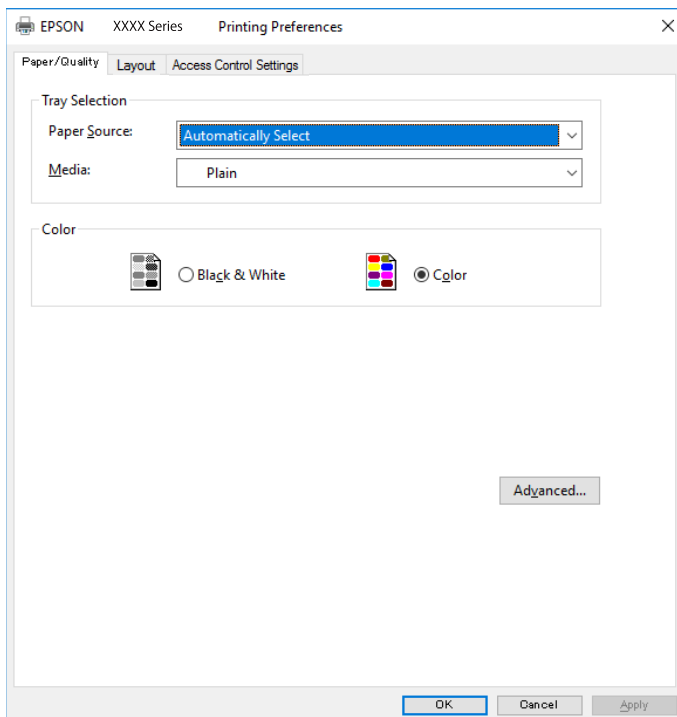 EPSON XXXX Series Printing Preferences
Paper/Quality Layout Access Control Settings
Tray Selection
Paper Source: Automatically Select
Media: Plain
Color
Black & White Color
Advanced...
OK Cancel Apply